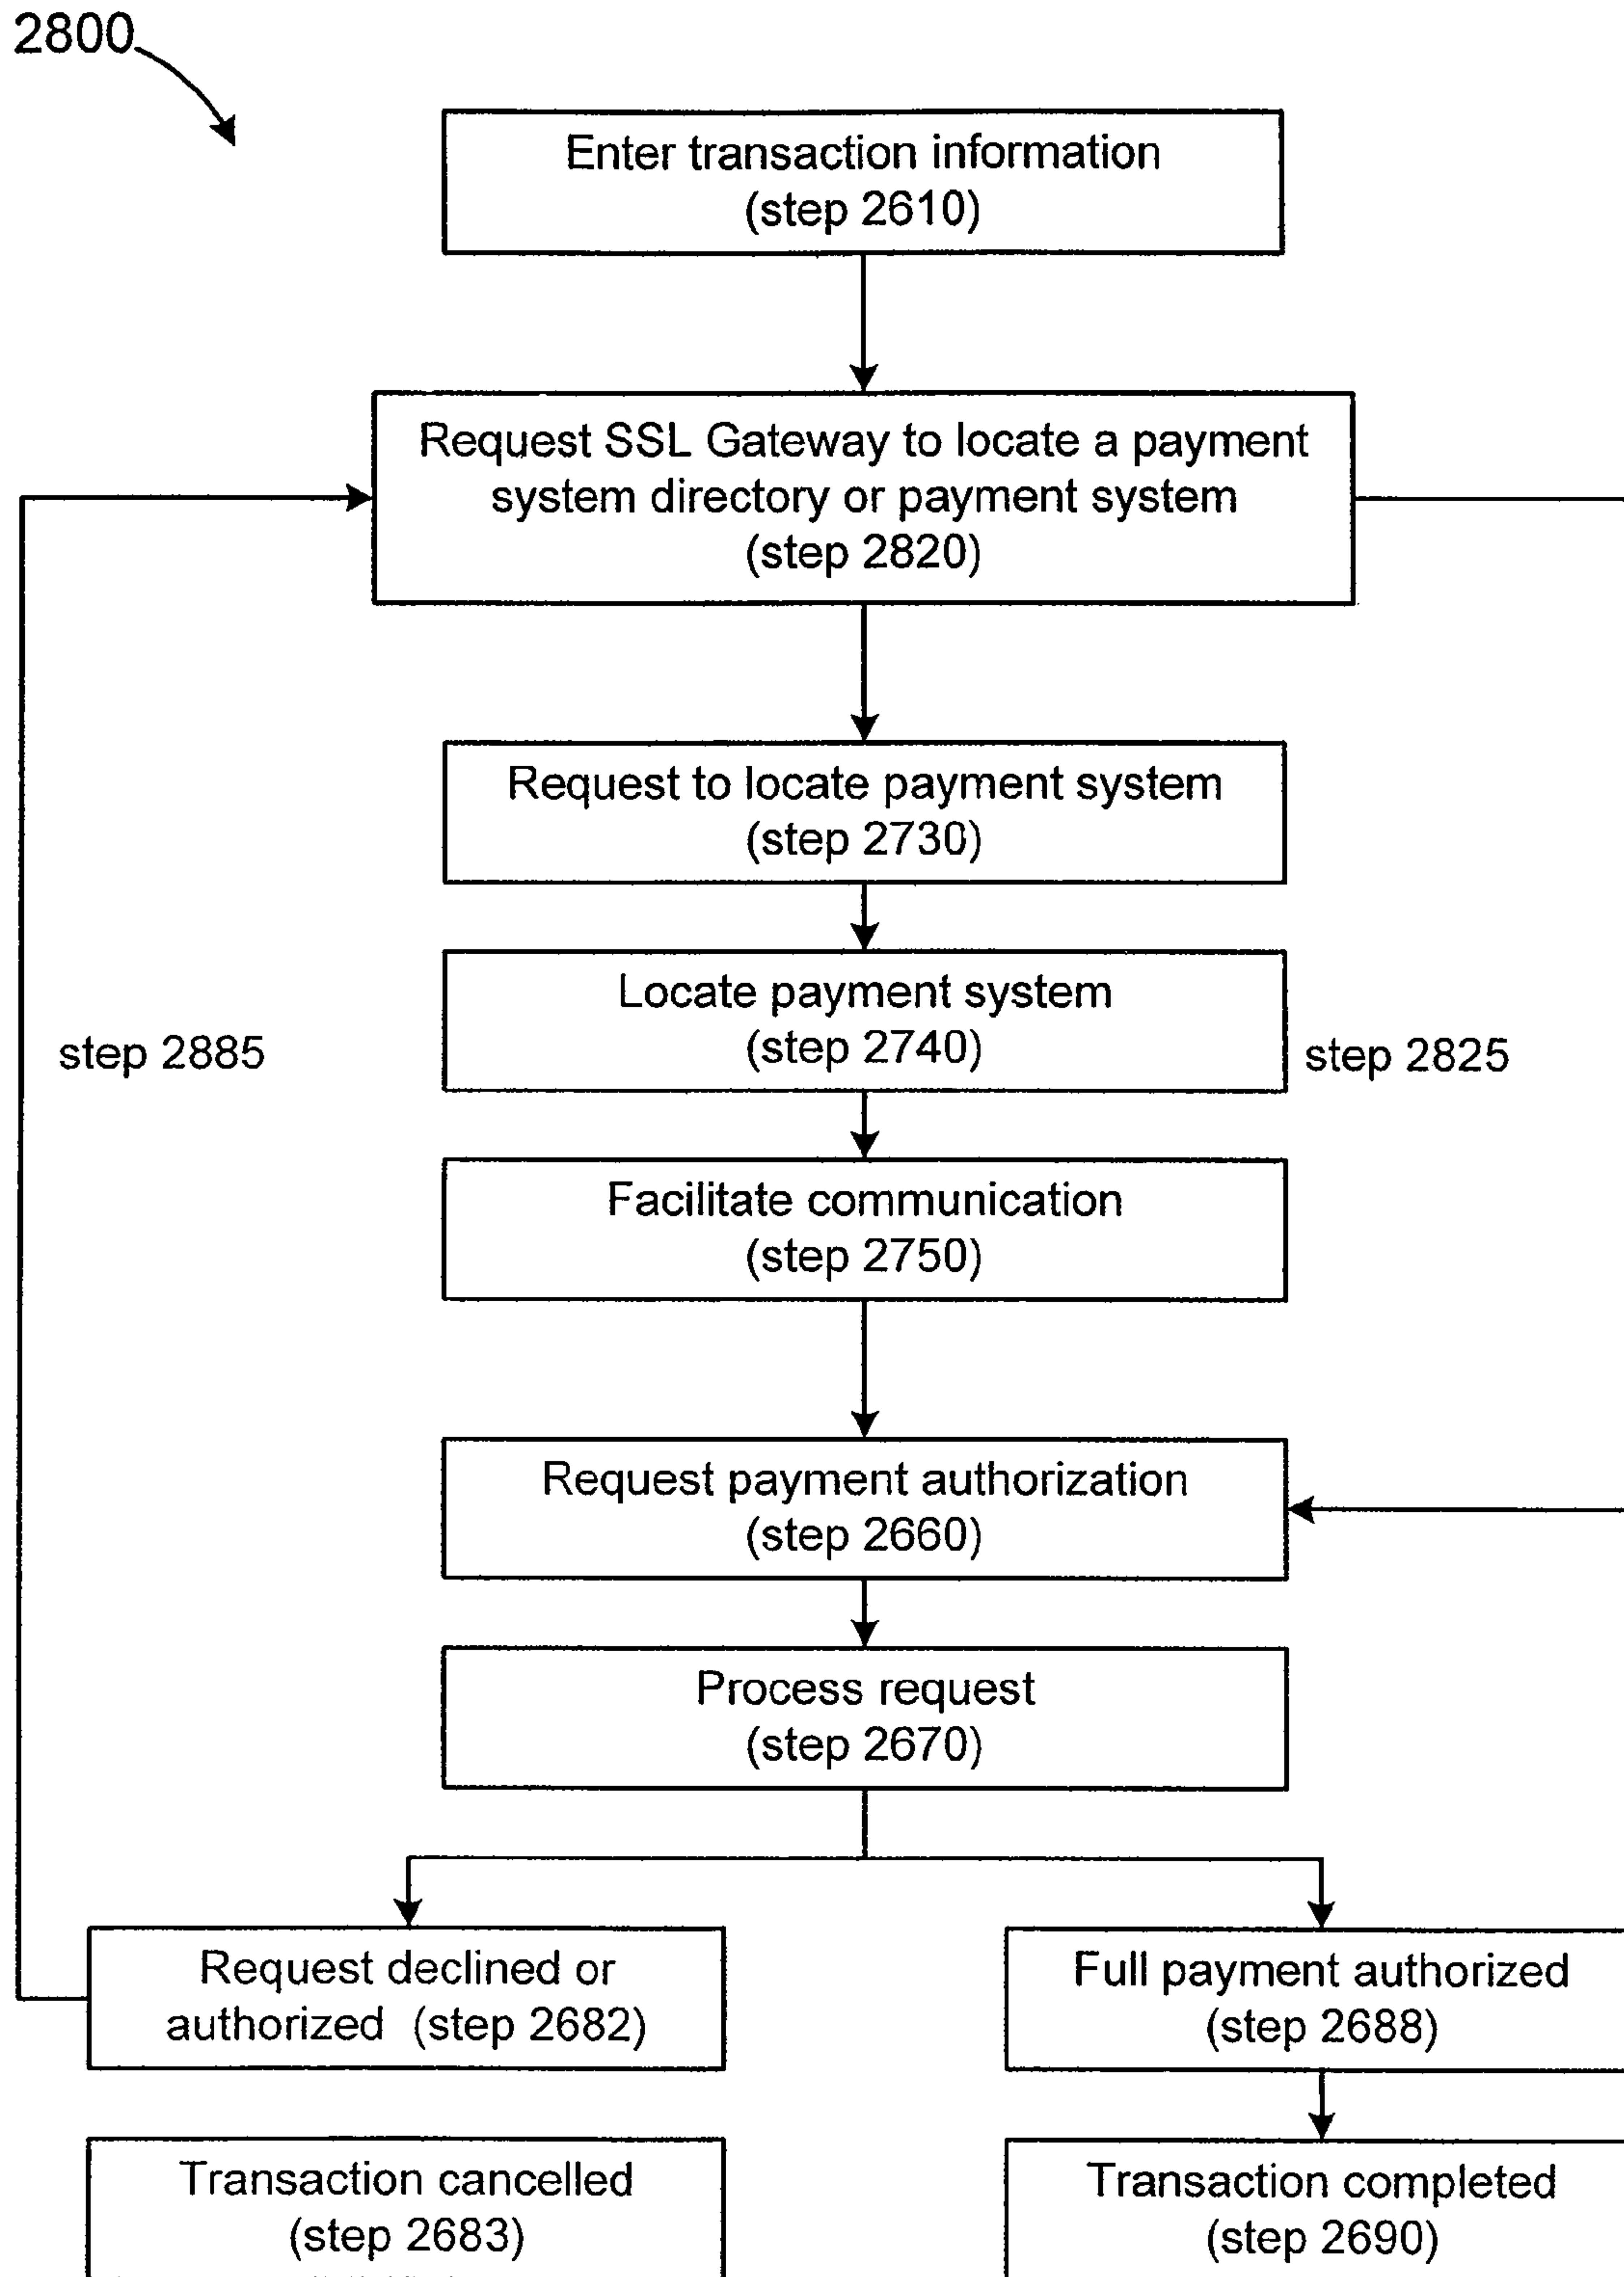 2800
Enter transaction information
(step 2610)
Request SSL Gateway to locate a payment
system directory or payment system
(step 2820)
Request to locate payment system
(step 2730)
Locate payment system
(step 2740)
step 2885
step 2825
Facilitate communication
(step 2750)
Request payment authorization
(step 2660)
Process request
(step 2670)
Request declined or
authorized (step 2682)
Full payment authorized
(step 2688)
Transaction cancelled
(step 2683)
Transaction completed
(step 2690)